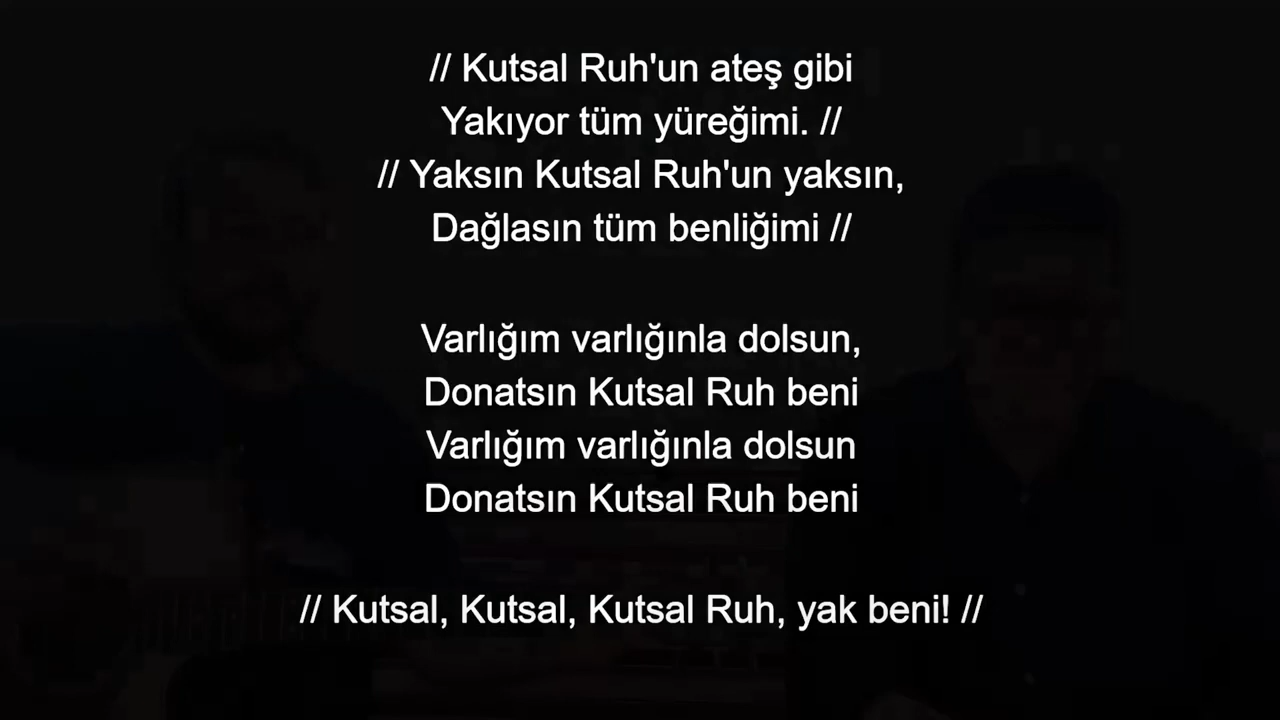 // Kutsal Ruh'un ateş gibi
Yakıyor tüm yüreğimi. //
// Yaksın Kutsal Ruh'un yaksın,
Dağlasın tüm benliğimi //
Varlığım varlığınla dolsun,
Donatsın Kutsal Ruh beni
Varlığım varlığınla dolsun
Donatsın Kutsal Ruh beni
// Kutsal, Kutsal, Kutsal Ruh, yak beni! //